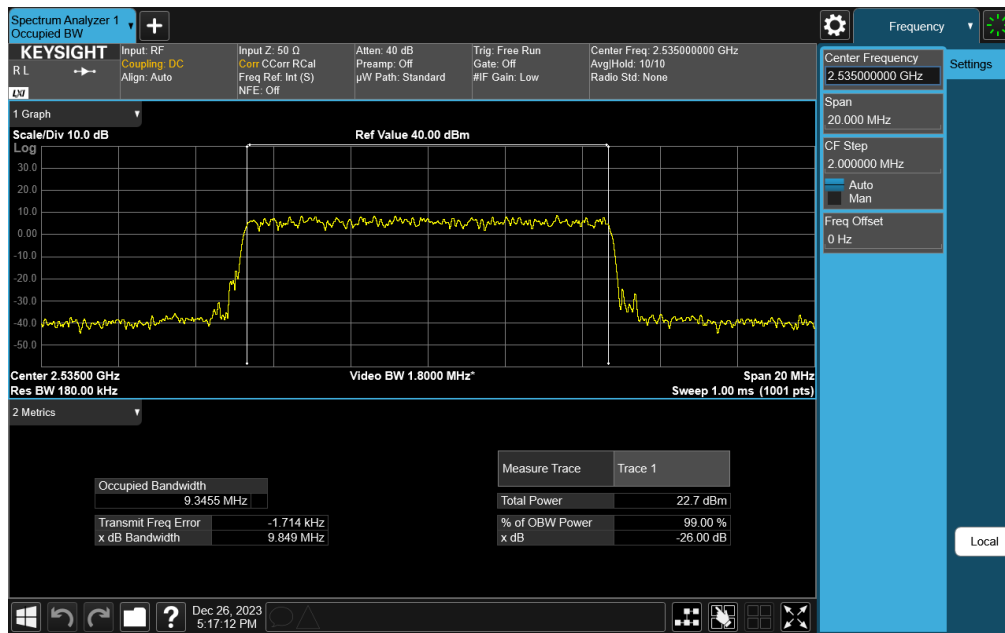 Spectrum Analyzer 1
Occupied BW
Frequency
KEYSIGHT
R L
LXI
Input: RF
Coupling: DC
Align: Auto
Input Z: 50 Ω
Corr CCorr RCal
Freq Ref: Int (S)
NFE: Off
Atten: 40 dB
Preamp: Off
µW Path: Standard
Trig: Free Run
Gate: Off
#IF Gain: Low
Center Freq: 2.535000000 GHz
Avg|Hold: 10/10
Radio Std: None
Center Frequency
2.535000000 GHz
Settings
Span
20.000 MHz
CF Step
2.000000 MHz
Auto
Man
Freq Offset
0 Hz
1 Graph
Scale/Div 10.0 dB
Ref Value 40.00 dBm
Log
30.0
20.0
10.0
0.00
-10.0
-20.0
-30.0
-40.0
-50.0
Center 2.53500 GHz
Video BW 1.8000 MHz*
Span 20 MHz
Res BW 180.00 kHz
Sweep 1.00 ms (1001 pts)
2 Metrics
Measure Trace Trace 1
Occupied Bandwidth
9.3455 MHz
Total Power 22.7 dBm
Transmit Freq Error -1.714 kHz
% of OBW Power 99.00 %
x dB Bandwidth 9.849 MHz
x dB -26.00 dB
Local
?
Dec 26, 2023
5:17:12 PM